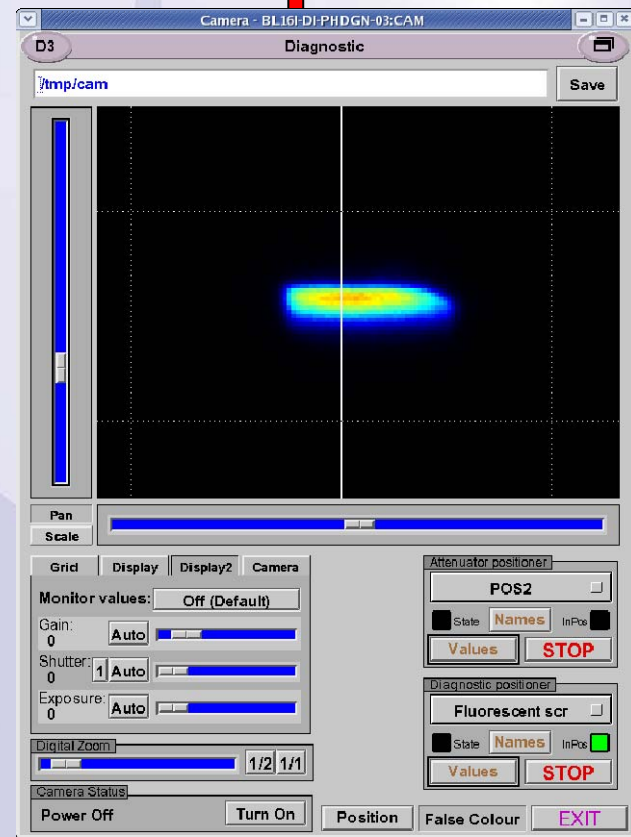 Camera - BL16I-DI-PHDGN-03:CAM
D3
Diagnostic
/tmp/cam
Save
Pan
Scale
Grid
Display
Display2
Camera
Monitor values:
Off (Default)
Gain:
0
Auto
Shutter:
0
1
Auto
Exposure:
0
Auto
Digital Zoom
1/2
1/1
Camera Status
Power Off
Turn On
Attenuator positioner
POS2
State
Names
InPos
Values
STOP
Diagnostic positioner
Fluorescent scr
State
Names
InPos
Values
STOP
Position
False Colour
EXIT